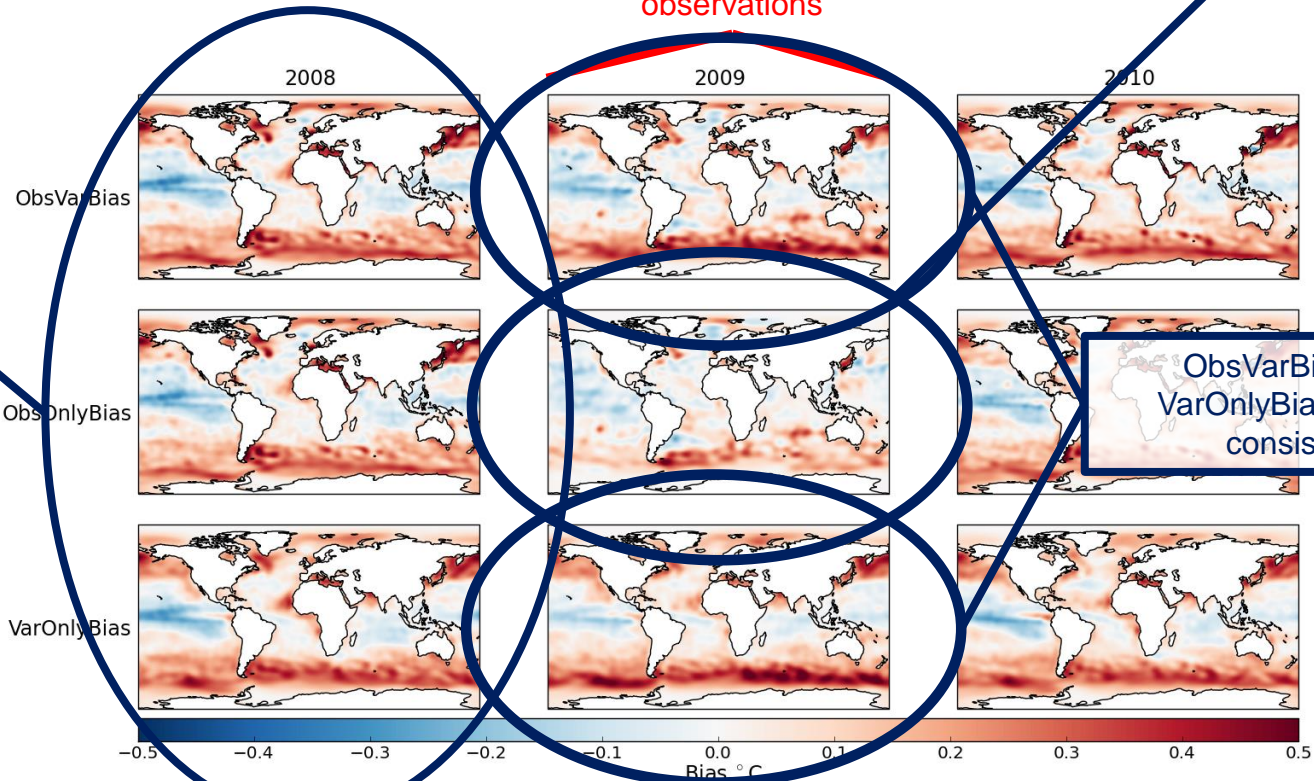 observations
2008 2009 2010
ObsVarBias
ObsOnlyBias
ObsVarBi
VarOnlyBia
consis
VarOnlyBias
−0.5 −0.4 −0.3 −0.2 −0.1 0.0 0.1 0.2 0.3 0.4 0.5
Bias °C